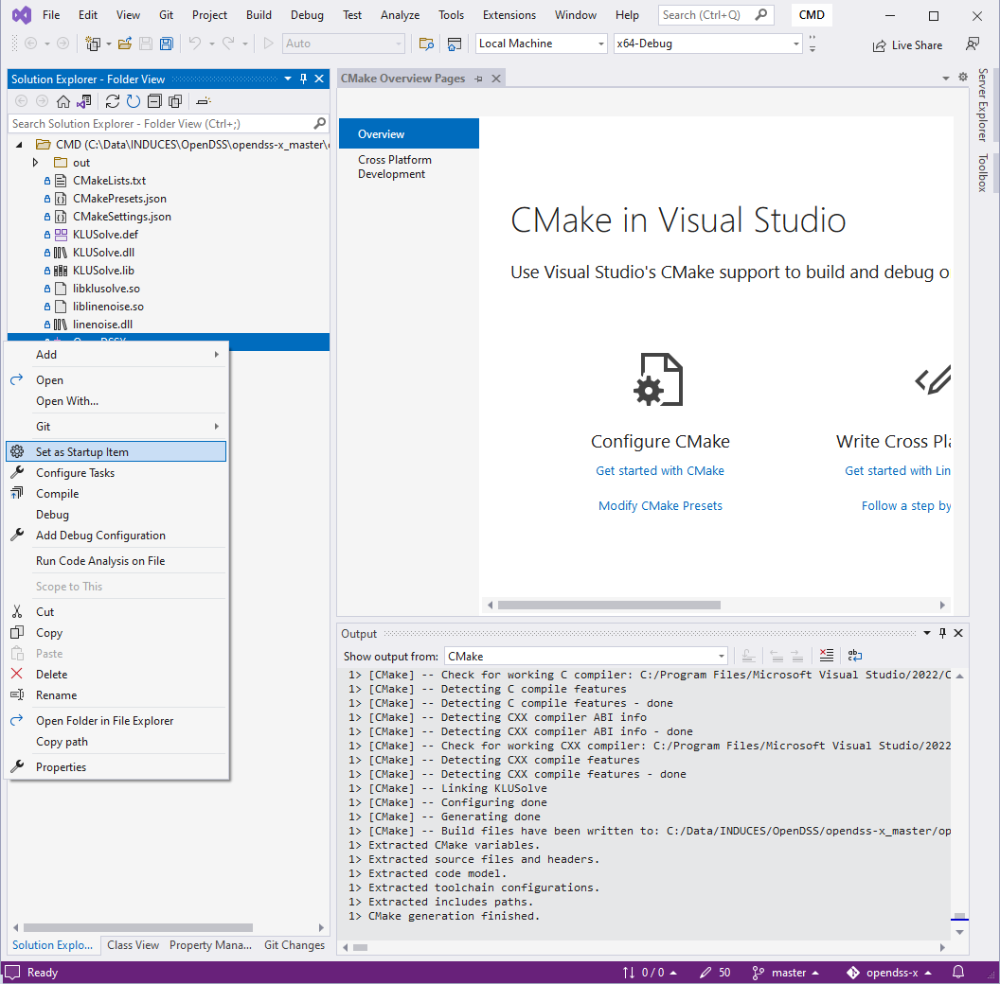 File Edit View Git Project Build Debug Test Analyze Tools Extensions Window Help Search (Ctrl+Q) CMD
Auto Local Machine x64-Debug Live Share
Solution Explorer - Folder View
Search Solution Explorer - Folder View (Ctrl+;)
CMD (C:\Data\INDUCES\OpenDSS\opendss-x_master\
out
CMakeLists.txt
CMakePresets.json
CMakeSettings.json
KLUSolve.def
KLUSolve.dll
KLUSolve.lib
libklusolve.so
liblinenoise.so
linenoise.dll
Add
Open
Open With...
Git
Set as Startup Item
Configure Tasks
Compile
Debug
Add Debug Configuration
Run Code Analysis on File
Scope to This
Cut
Copy
Paste
Delete
Rename
Open Folder in File Explorer
Copy path
Properties
Solution Explo... Class View Property Mana... Git Changes
CMake Overview Pages
Overview
Cross Platform
Development
CMake in Visual Studio
Use Visual Studio's CMake support to build and debug o
Configure CMake
Get started with CMake
Modify CMake Presets
Write Cross Pla
Get started with Lin
Follow a step by
Server Explorer
Toolbox
Output
Show output from: CMake
1> [CMake] -- Check for working C compiler: C:/Program Files/Microsoft Visual Studio/2022/C
1> [CMake] -- Detecting C compile features
1> [CMake] -- Detecting C compile features - done
1> [CMake] -- Detecting CXX compiler ABI info
1> [CMake] -- Detecting CXX compiler ABI info - done
1> [CMake] -- Check for working CXX compiler: C:/Program Files/Microsoft Visual Studio/2022
1> [CMake] -- Detecting CXX compile features
1> [CMake] -- Detecting CXX compile features - done
1> [CMake] -- Linking KLUSolve
1> [CMake] -- Configuring done
1> [CMake] -- Generating done
1> [CMake] -- Build files have been written to: C:/Data/INDUCES/OpenDSS/opendss-x_master/op
1> Extracted CMake variables.
1> Extracted source files and headers.
1> Extracted code model.
1> Extracted toolchain configurations.
1> Extracted includes paths.
1> CMake generation finished.
Ready 0 / 0 50 master opendss-x